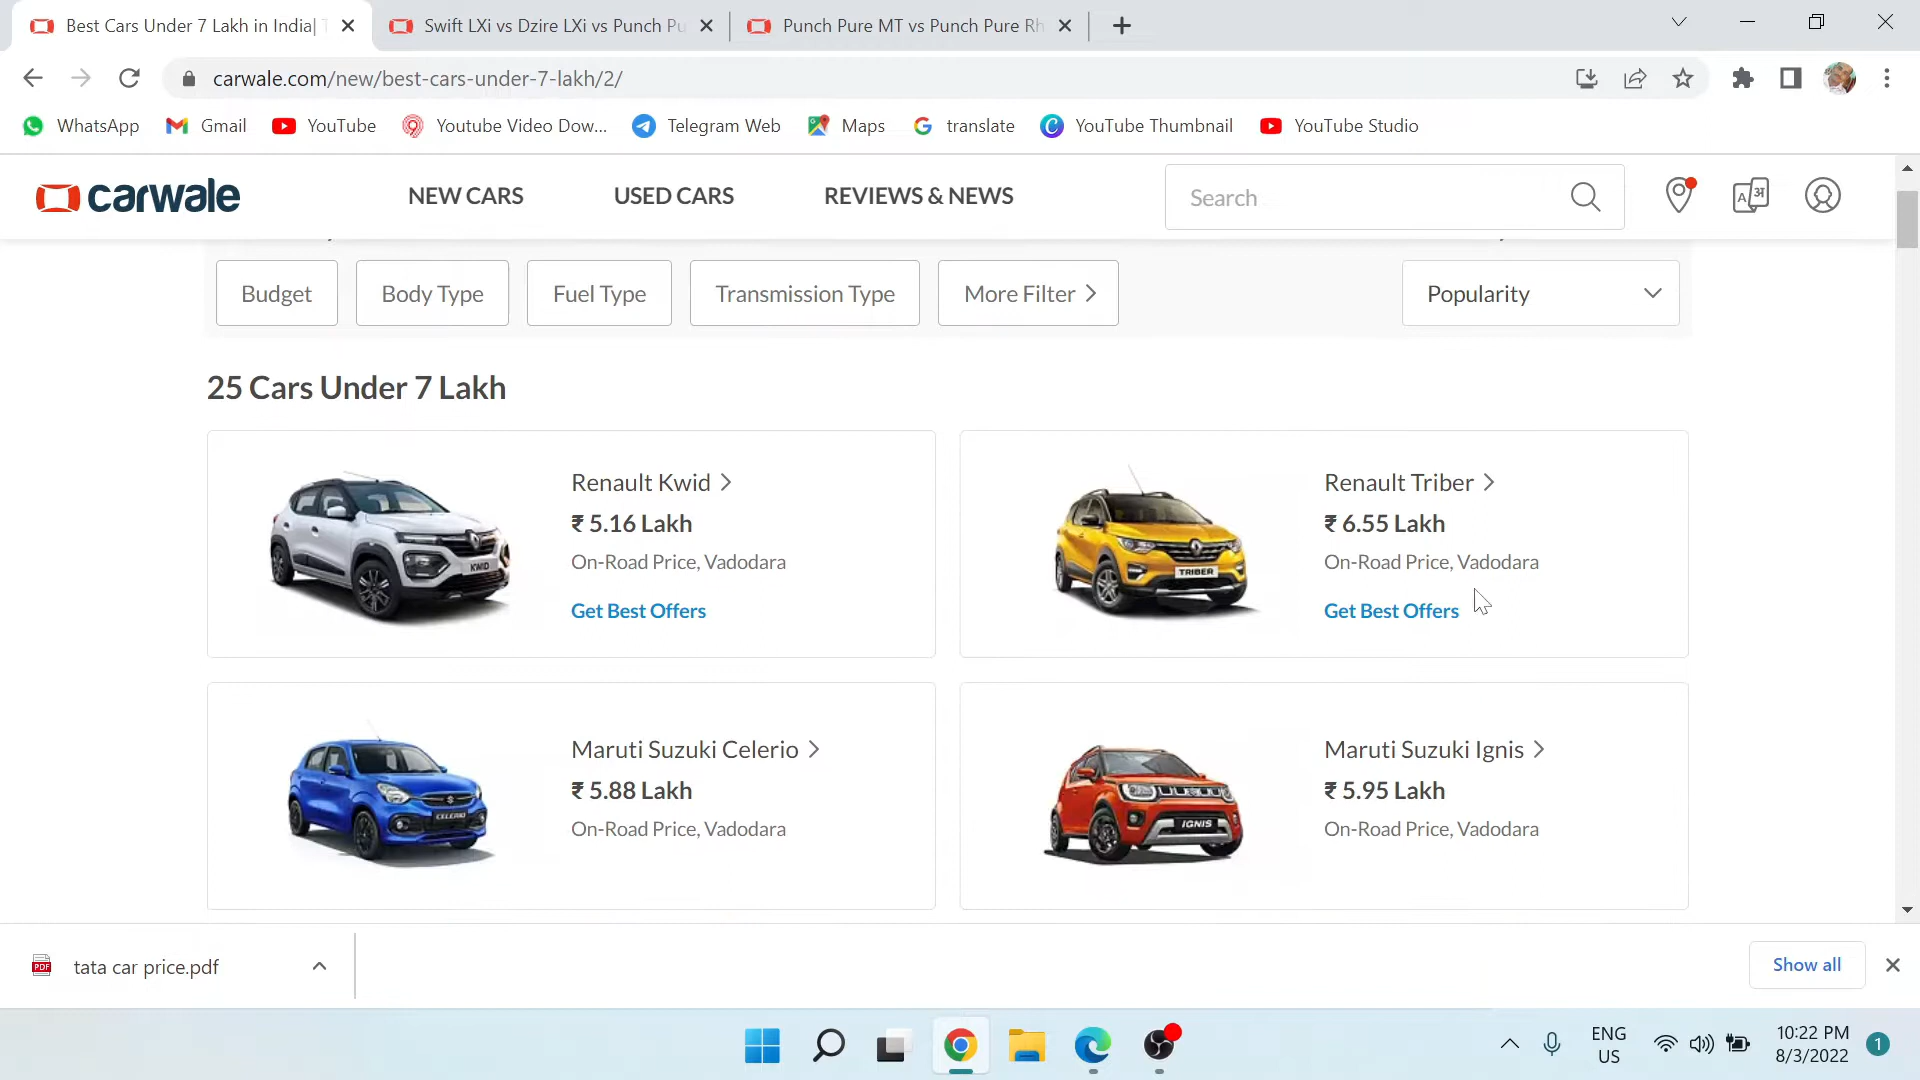 Best Cars Under 7 Lakh in India|
Swift LXi vs Dzire LXi vs Punch Pu
Punch Pure MT vs Punch Pure Rh
carwale.com/new/best-cars-under-7-lakh/2/
WhatsApp
Gmail
YouTube
Youtube Video Dow...
Telegram Web
Maps
translate
YouTube Thumbnail
YouTube Studio
carwale
NEW CARS
USED CARS
REVIEWS & NEWS
Search
Budget
Body Type
Fuel Type
Transmission Type
More Filter
Popularity
25 Cars Under 7 Lakh
Renault Kwid
₹ 5.16 Lakh
On-Road Price, Vadodara
Get Best Offers
KWID
Renault Triber
₹ 6.55 Lakh
On-Road Price, Vadodara
Get Best Offers
TRIBER
Maruti Suzuki Celerio
₹ 5.88 Lakh
On-Road Price, Vadodara
CELERIO
Maruti Suzuki Ignis
₹ 5.95 Lakh
On-Road Price, Vadodara
IGNIS
PDF
tata car price.pdf
Show all
ENG
US
10:22 PM
8/3/2022
1